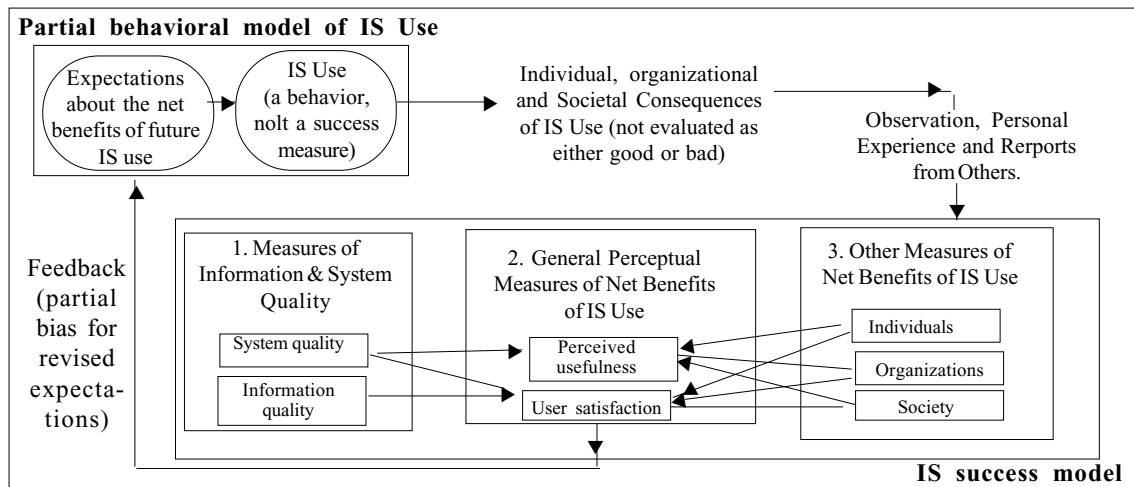 Partial behavioral model of IS Use
Expectations
about the net
benefits of future
IS use
IS Use
(a behavior,
nolt a success
measure)
Individual, organizational
and Societal Consequences
of IS Use (not evaluated as
either good or bad)
Observation, Personal
Experience and Rerports
from Others.
Feedback
(partial
bias for
revised
expecta-
tions)
1. Measures of
Information & System
Quality
System quality
Information
quality
2. General Perceptual
Measures of Net Benefits
of IS Use
Perceived
usefulness
User satisfaction
3. Other Measures of
Net Benefits of IS Use
Individuals
Organizations
Society
IS success model